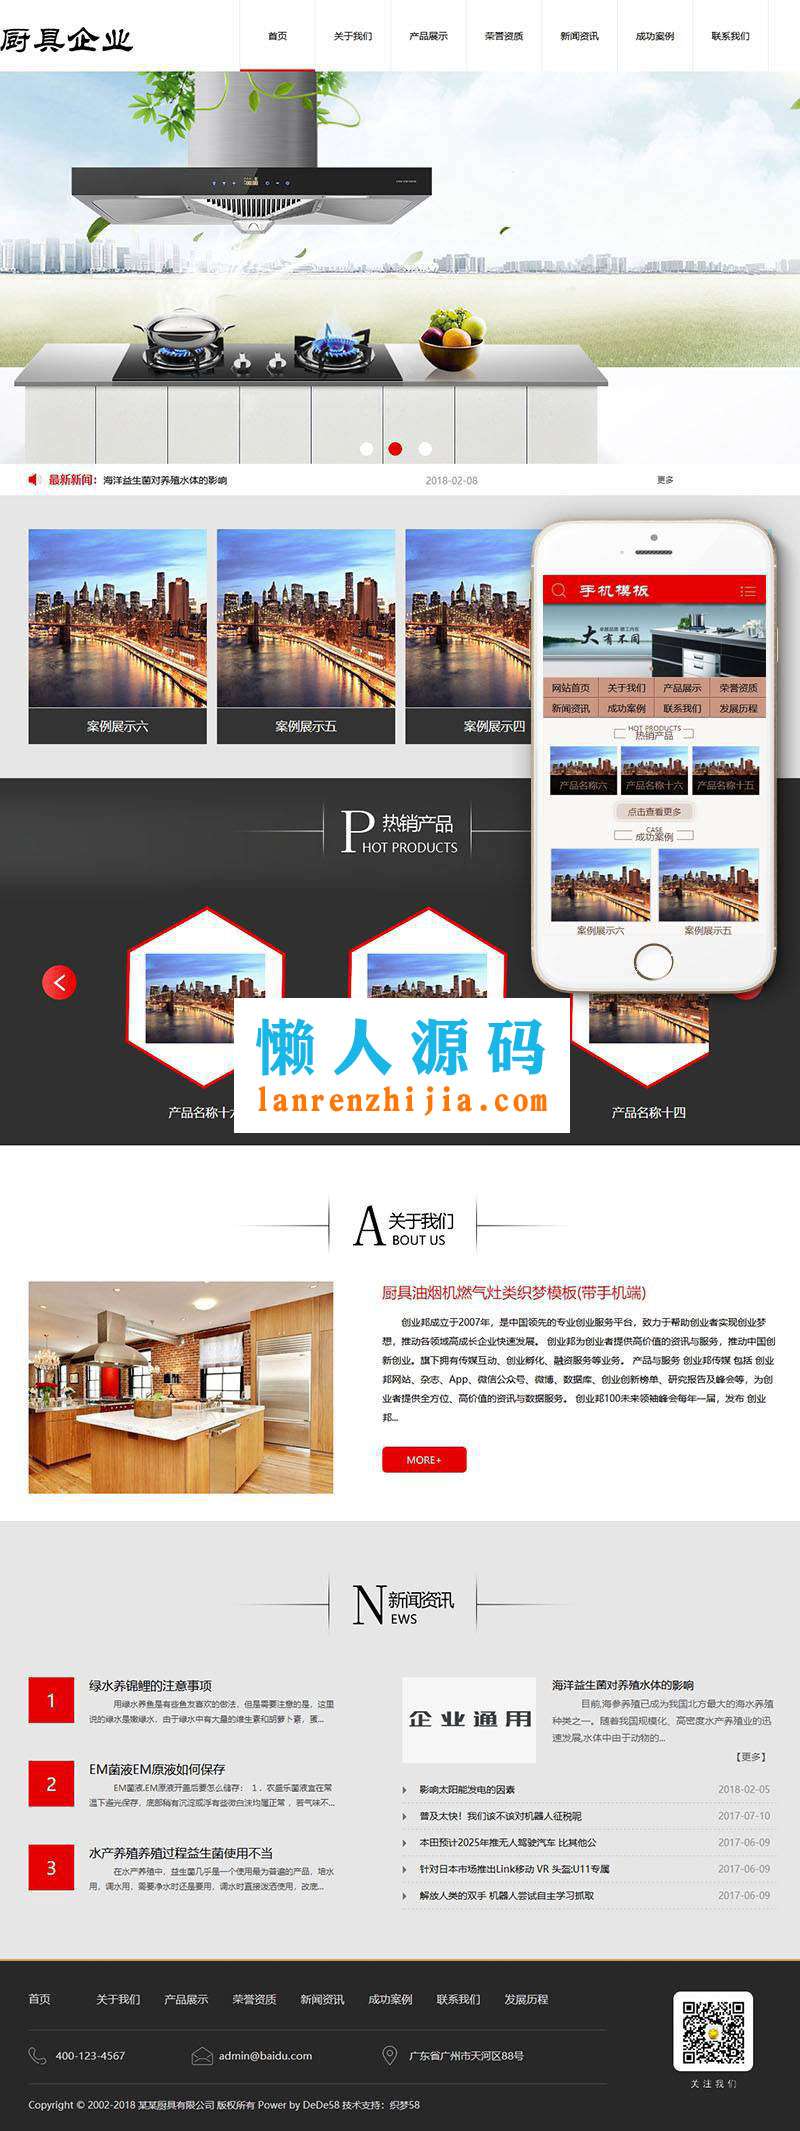 厨具企业
首页 关于我们 产品展示 荣誉资质 新闻资讯 成功案例 联系我们
最新新闻: 海洋益生菌对养殖水体的影响 2018-02-08 更多
案例展示六 案例展示五 案例展示四
手机模板
大有不同
网站首页 关于我们 产品展示 荣誉资质
新闻资讯 成功案例 联系我们 发展历程
HOT PRODUCTS
热销产品
产品名称六 产品名称十六 产品名称十五
点击查看更多
CASE
成功案例
案例展示六 案例展示五
P 热销产品
HOT PRODUCTS
懒人源码
lanrenzhijia.com
产品名称十六 产品名称十四
A 关于我们
BOUT US
厨具油烟机燃气灶类织梦模板(带手机端)
创业邦成立于2007年，是中国领先的专业创业服务平台，致力于帮助创业者实现创业梦
想，推动各领域高成长企业快速发展。 创业邦为创业者提供高价值的资讯与服务，推动中国创
新创业。旗下拥有传媒互动、创业孵化、融资服务等业务。 产品与服务 创业邦传媒 包括 创业
邦网站、杂志、App、微信公众号、微博、数据库、创业创新榜单、研究报告及峰会等，为创
业者提供全方位、高价值的资讯与数据服务。 创业邦100未来领袖峰会每年一届，发布 创业
邦...
MORE+
N 新闻资讯
EWS
1 绿水养锦鲤的注意事项
用绿水养鱼是有些鱼友喜欢的做法，但是需要注意的是，这里
说的绿水是嫩绿水，由于绿水中有大量的维生素和胡萝卜素，蛋...
2 EM菌液EM原液如何保存
EM菌液,EM原液开盖后要怎么储存： 1，农盛乐菌液宜在常
温下避光保存，底部稍有沉淀或浮有些微白沫均属正常 ，若气味不...
3 水产养殖养殖过程益生菌使用不当
在水产养殖中，益生菌几乎是一个使用最为普遍的产品，培水
用，调水用，需要净水时还是要用，调水时直接泼洒使用，改底...
企业通用
海洋益生菌对养殖水体的影响
目前,海参养殖已成为我国北方最大的海水养殖
种类之一。随着我国规模化、高密度水产养殖业的迅
速发展,水体中由于动物的...
【更多】
影响太阳能发电的因素 2018-02-05
普及太快！我们该不该对机器人征税呢 2017-07-10
本田预计2025年推无人驾驶汽车 比其他公 2017-06-09
针对日本市场推出Link移动 VR 头盔:U11专属 2017-06-09
解放人类的双手 机器人尝试自主学习抓取 2017-06-09
首页 关于我们 产品展示 荣誉资质 新闻资讯 成功案例 联系我们 发展历程
400-123-4567 admin@baidu.com 广东省广州市天河区88号
关注我们
Copyright © 2002-2018 某某厨具有限公司 版权所有 Power by DeDe58 技术支持：织梦58